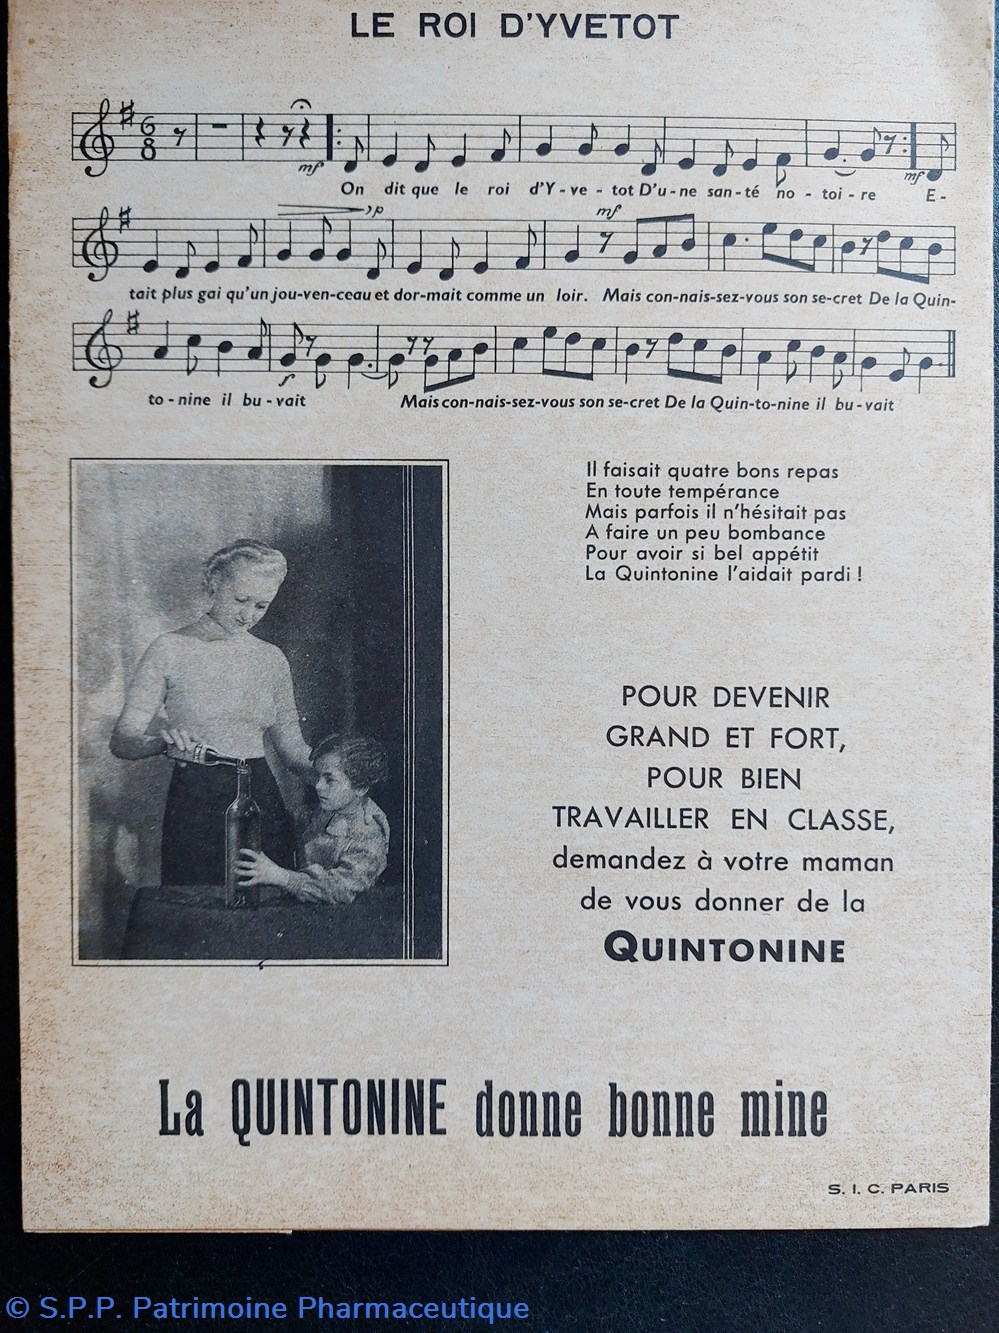 LE ROI D'YVETOT
6
8
mf
mf
On dit que le roi d'Y - ve - tot D'u - ne san - té no - toi - re E -
p
mf
tait plus gai qu'un jou-ven-ceau et dor-mait comme un loir. Mais con-nais-sez-vous son se-cret De la Quin-
to - nine il bu - vait Mais con-nais-sez-vous son se-cret De la Quin-to-nine il bu - vait
Il faisait quatre bons repas
En toute tempérance
Mais parfois il n'hésitait pas
A faire un peu bombance
Pour avoir si bel appétit
La Quintonine l'aidait pardi !
POUR DEVENIR
GRAND ET FORT,
POUR BIEN
TRAVAILLER EN CLASSE,
demandez à votre maman
de vous donner de la
QUINTONINE
La QUINTONINE donne bonne mine
S. I. C. PARIS
© S.P.P. Patrimoine Pharmaceutique